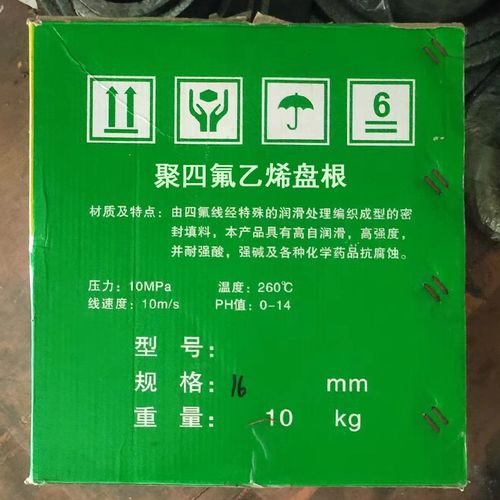 6
聚四氟乙烯盘根
材质及特点：由四氟线经特殊的润滑处理编织成型的密
封填料，本产品具有高自润滑，高强度，
并耐强酸，强碱及各种化学药品抗腐蚀。
压力：10MPa 温度：260℃
线速度：10m/s PH值：0-14
型 号：
规 格：16 mm
重 量：10 kg